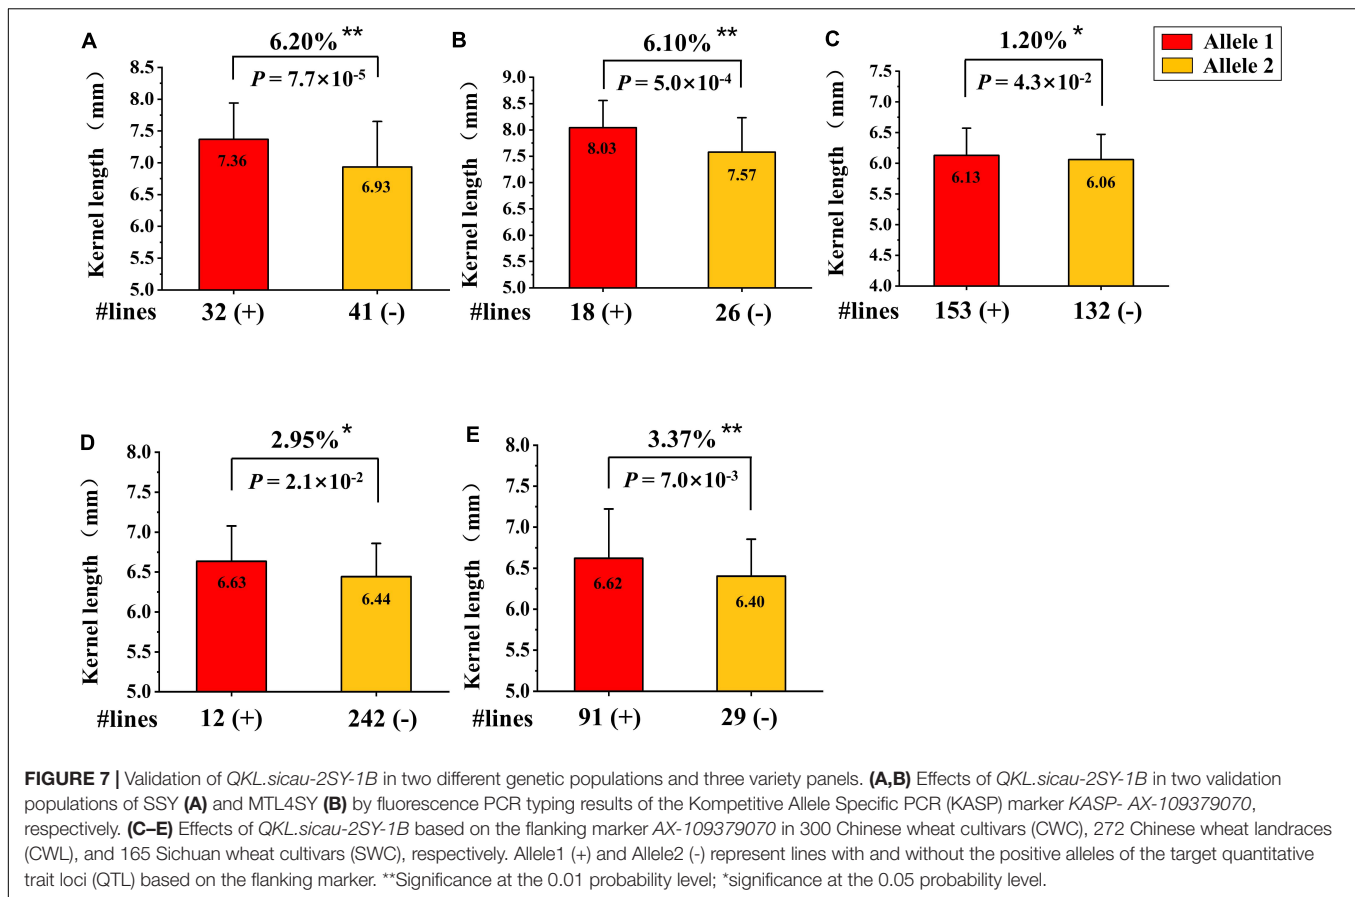 A
6.20% **
P = 7.7×10-5
Kernel length (mm)
8.5
8.0
7.5
7.0
6.5
6.0
5.5
5.0
7.36
6.93
#lines 32 (+) 41 (-)
B
6.10% **
P = 5.0×10-4
Kernel length (mm)
9.0
8.5
8.0
7.5
7.0
6.5
6.0
5.5
5.0
8.03
7.57
#lines 18 (+) 26 (-)
C
1.20% *
P = 4.3×10-2
Kernel length (mm)
7.5
7.0
6.5
6.0
5.5
5.0
4.5
4.0
6.13
6.06
#lines 153 (+) 132 (-)
Allele 1
Allele 2
D
2.95% *
P = 2.1×10-2
Kernel length (mm)
8.0
7.5
7.0
6.5
6.0
5.5
5.0
6.63
6.44
#lines 12 (+) 242 (-)
E
3.37% **
P = 7.0×10-3
Kernel length (mm)
8.0
7.5
7.0
6.5
6.0
5.5
5.0
6.62
6.40
#lines 91 (+) 29 (-)
FIGURE 7 | Validation of QKL.sicau-2SY-1B in two different genetic populations and three variety panels. (A,B) Effects of QKL.sicau-2SY-1B in two validation
populations of SSY (A) and MTL4SY (B) by fluorescence PCR typing results of the Kompetitive Allele Specific PCR (KASP) marker KASP- AX-109379070,
respectively. (C–E) Effects of QKL.sicau-2SY-1B based on the flanking marker AX-109379070 in 300 Chinese wheat cultivars (CWC), 272 Chinese wheat landraces
(CWL), and 165 Sichuan wheat cultivars (SWC), respectively. Allele1 (+) and Allele2 (-) represent lines with and without the positive alleles of the target quantitative
trait loci (QTL) based on the flanking marker. **Significance at the 0.01 probability level; *significance at the 0.05 probability level.